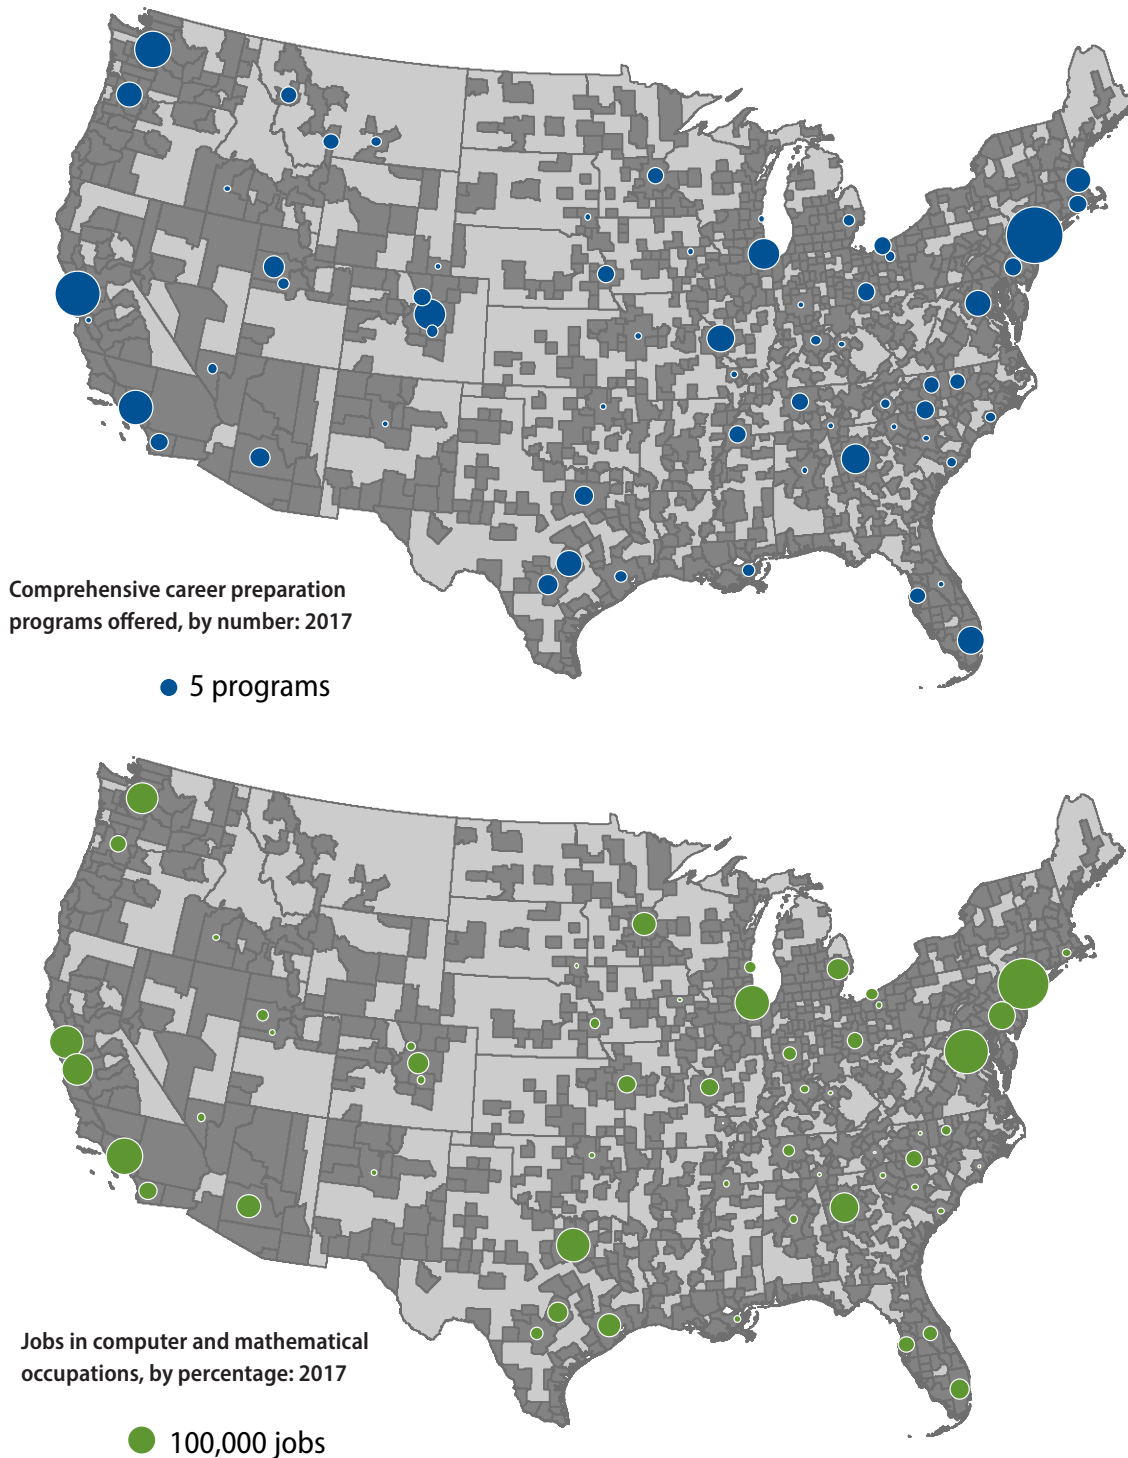 Comprehensive career preparation
programs offered, by number: 2017
5 programs
Jobs in computer and mathematical
occupations, by percentage: 2017
100,000 jobs